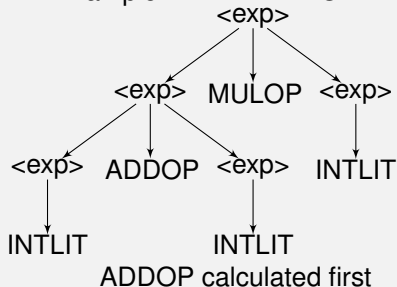 <exp>
<exp> MULOP <exp>
<exp> ADDOP <exp> INTLIT
INTLIT INTLIT
ADDOP calculated first